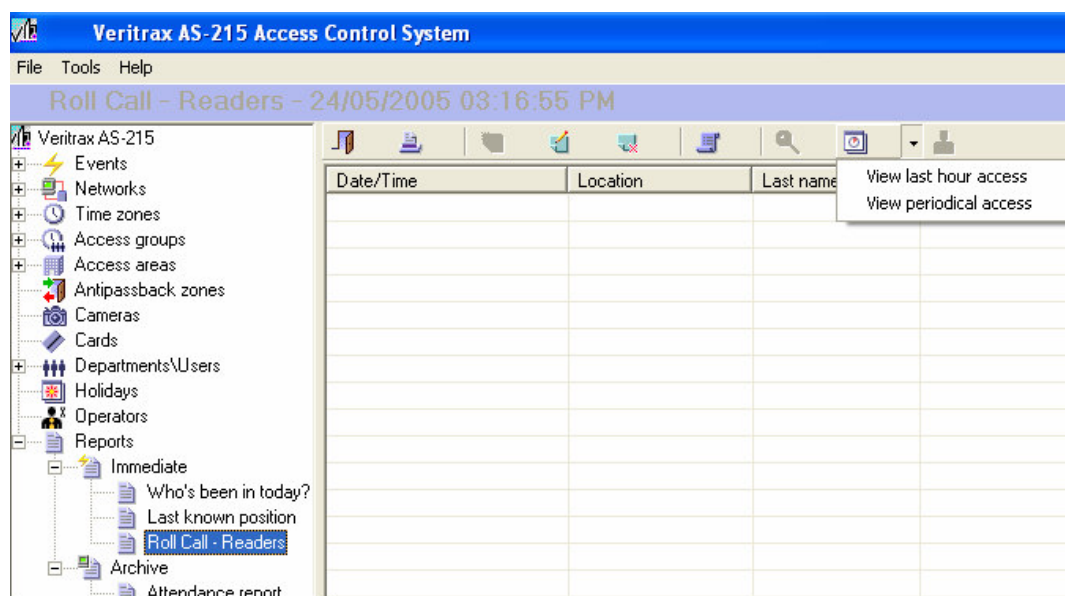 Veritrax AS-215 Access Control System
File Tools Help
Roll Call - Readers - 24/05/2005 03:16:55 PM
Veritrax AS-215
Events
Networks
Time zones
Access groups
Access areas
Antipassback zones
Cameras
Cards
Departments\Users
Holidays
Operators
Reports
Immediate
Who's been in today?
Last known position
Roll Call - Readers
Archive
Attendance report
Date/Time Location Last name
View last hour access
View periodical access